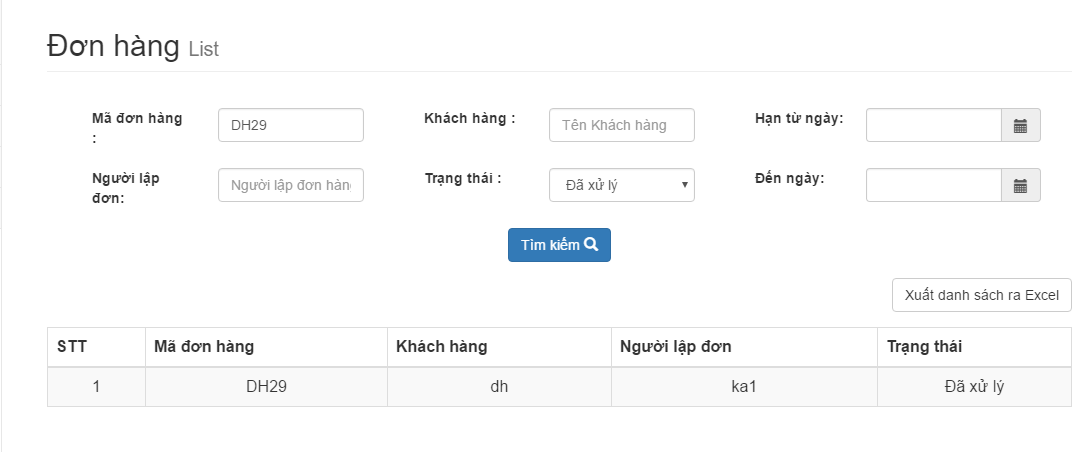 Đơn hàng List
Mã đơn hàng : DH29 Khách hàng : Tên Khách hàng Hạn từ ngày:
Người lập đơn: Người lập đơn hàn Trạng thái : Đã xử lý Đến ngày:
Tìm kiếm
Xuất danh sách ra Excel
STT Mã đơn hàng Khách hàng Người lập đơn Trạng thái
1 DH29 dh ka1 Đã xử lý